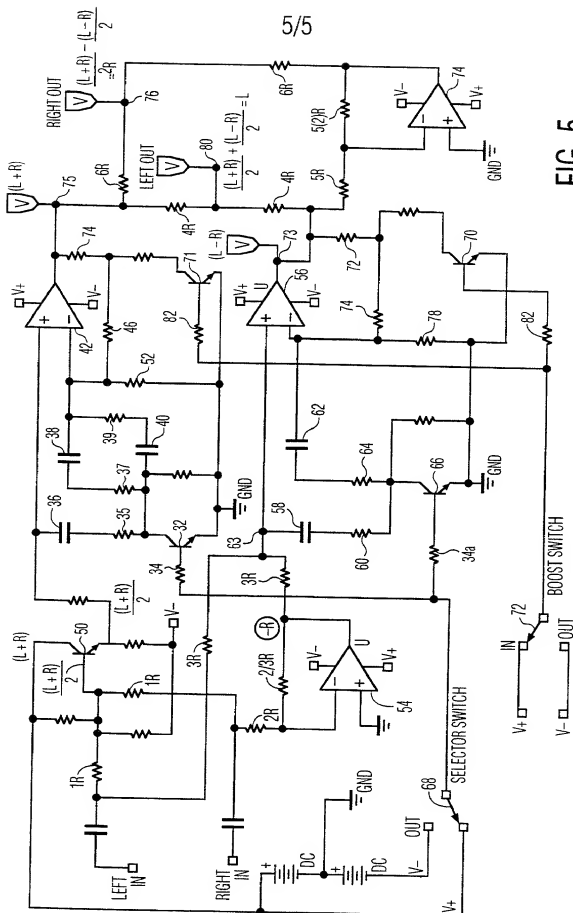 5/5
RIGHT OUT
(L+R) - (L-R)
2
=2R
V
76
6R
6R
V
(L+R)
75
LEFT OUT
V
80
(L+R) + (L-R) = L
2
4R
4R
5R
5(2)R
V-
74
V+
GND
V+
42
V-
74
46
71
82
52
38
39
40
37
36
35
32
34
GND
(L-R)
V
73
V+
U
56
V-
72
74
70
78
82
62
64
66
58
60
63
34a
GND
(L+R)
50
(L+R)
2
(L+R)
2
V-
1R
1R
3R
3R
-R
2/3R
2R
V-
U
54
V+
LEFT IN
RIGHT IN
DC
DC
GND
OUT
V-
V+
68
SELECTOR SWITCH
V+
IN
72
V-
OUT
BOOST SWITCH
FIG. 5